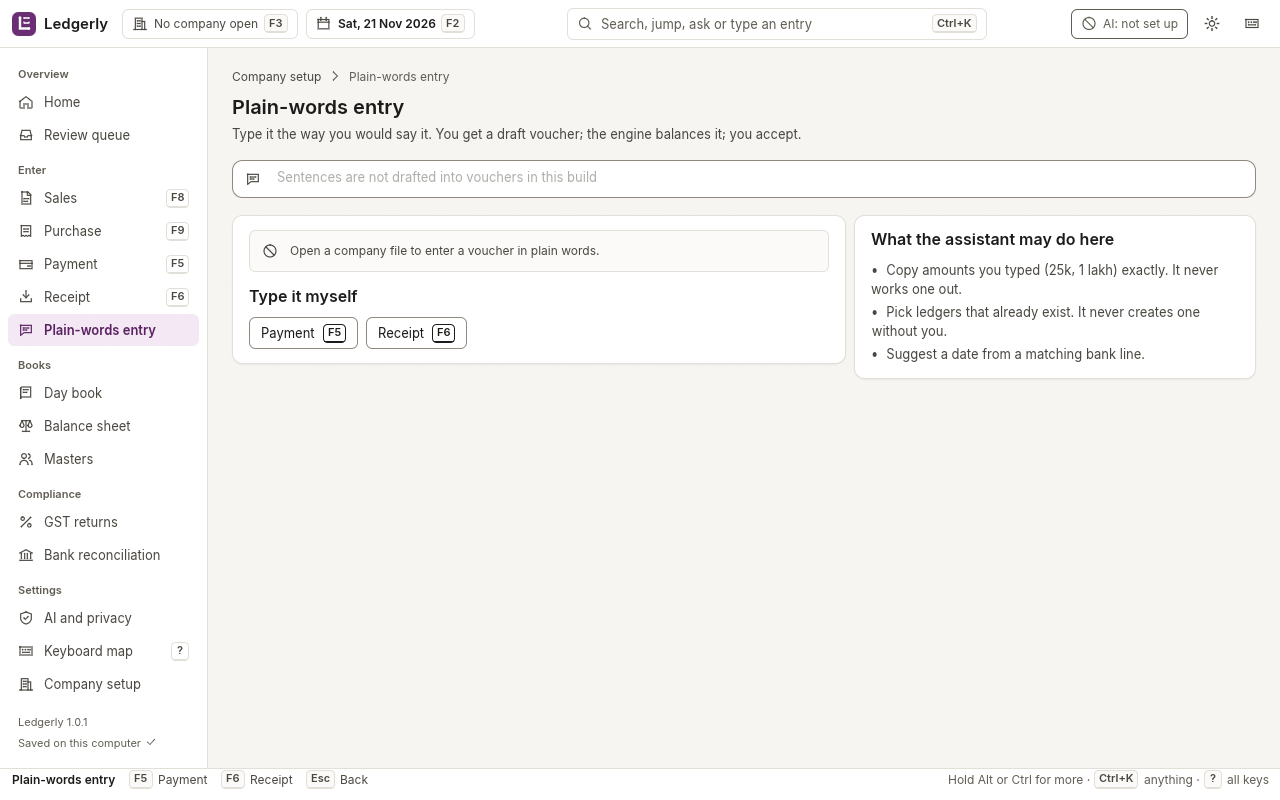 Ledgerly
No company open F3
Sat, 21 Nov 2026 F2
Search, jump, ask or type an entry Ctrl+K
AI: not set up
Overview
Home
Review queue
Enter
Sales F8
Purchase F9
Payment F5
Receipt F6
Plain-words entry
Books
Day book
Balance sheet
Masters
Compliance
GST returns
Bank reconciliation
Settings
AI and privacy
Keyboard map ?
Company setup
Ledgerly 1.0.1
Saved on this computer
Company setup Plain-words entry
Plain-words entry
Type it the way you would say it. You get a draft voucher; the engine balances it; you accept.
Sentences are not drafted into vouchers in this build
Open a company file to enter a voucher in plain words.
Type it myself
Payment F5 Receipt F6
What the assistant may do here
• Copy amounts you typed (25k, 1 lakh) exactly. It never
works one out.
• Pick ledgers that already exist. It never creates one
without you.
• Suggest a date from a matching bank line.
Plain-words entry F5 Payment F6 Receipt Esc Back
Hold Alt or Ctrl for more · Ctrl+K anything · ? all keys